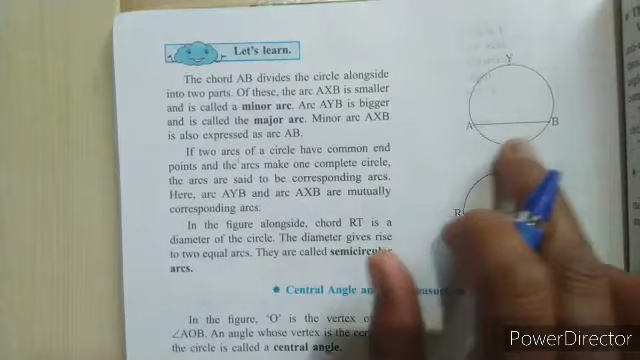 Let's learn.
The chord AB divides the circle alongside
into two parts. Of these, the arc AXB is smaller
and is called a minor arc. Arc AYB is bigger
and is called the major arc. Minor arc AXB
is also expressed as arc AB.
If two arcs of a circle have common end
points and the arcs make one complete circle,
the arcs are said to be corresponding arcs.
Here, arc AYB and arc AXB are mutually
corresponding arcs.
In the figure alongside, chord RT is a
diameter of the circle. The diameter gives rise
to two equal arcs. They are called semicircular
arcs.
Y
A
B
R
* Central Angle an
In the figure, 'O' is the vertex
∠AOB. An angle whose vertex is the
the circle is called a central angle.
PowerDirector